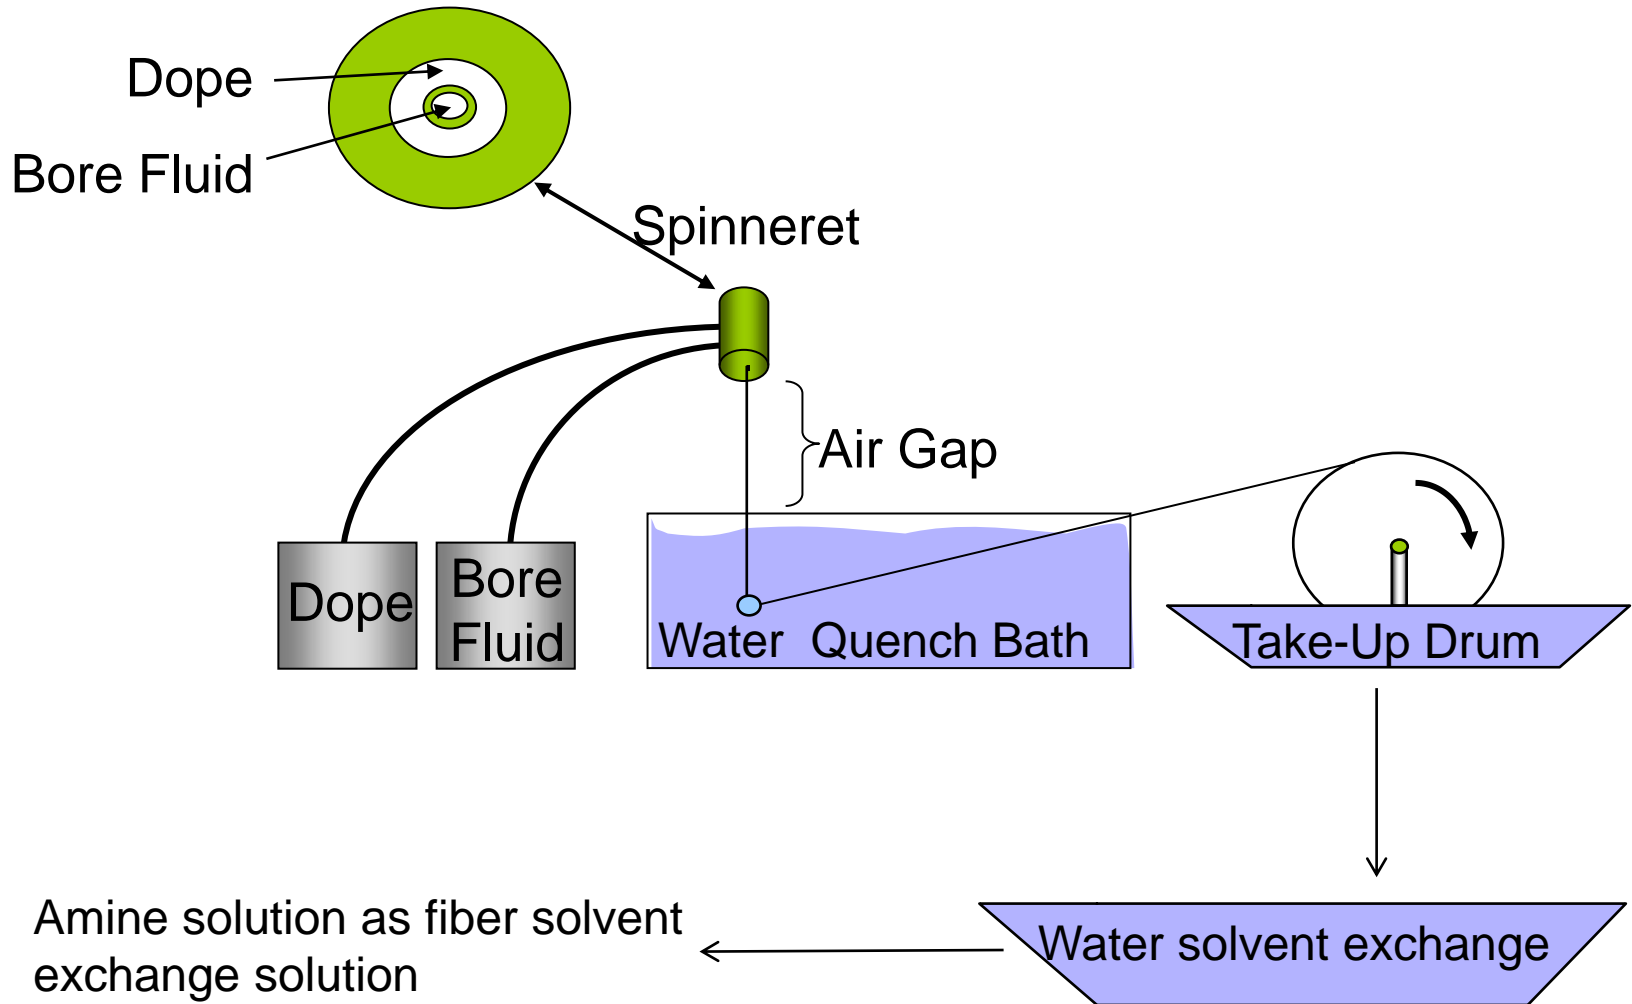 Dope
Bore Fluid
Spinneret
Air Gap
Dope
Bore
Fluid
Water Quench Bath
Take-Up Drum
Amine solution as fiber solvent
exchange solution
Water solvent exchange